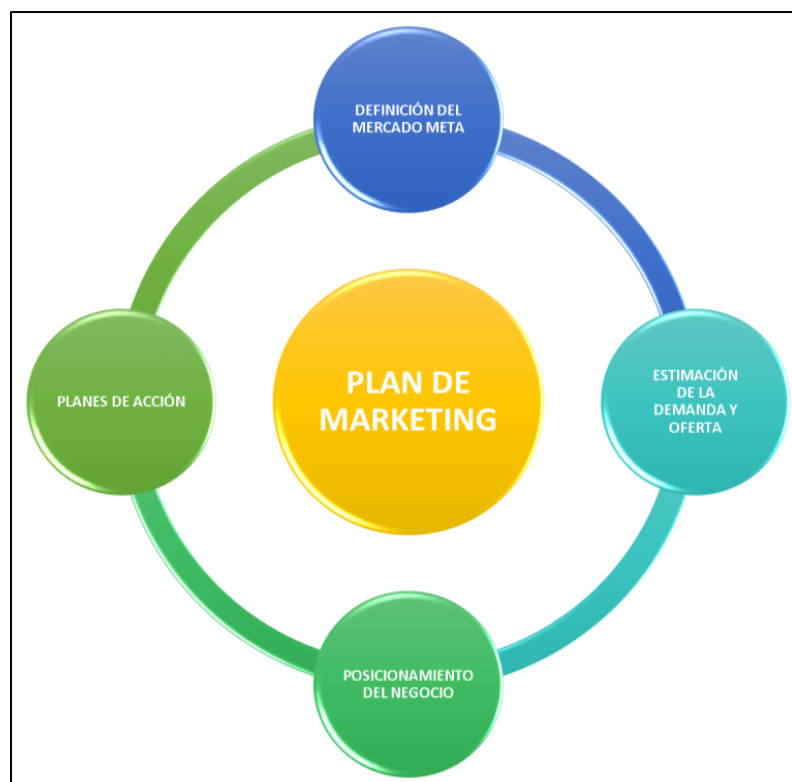 DEFINICIÓN DEL
MERCADO META
ESTIMACIÓN
DE LA
DEMANDA Y
OFERTA
PLAN DE
MARKETING
PLANES DE ACCIÓN
POSICIONAMIENTO
DEL NEGOCIO